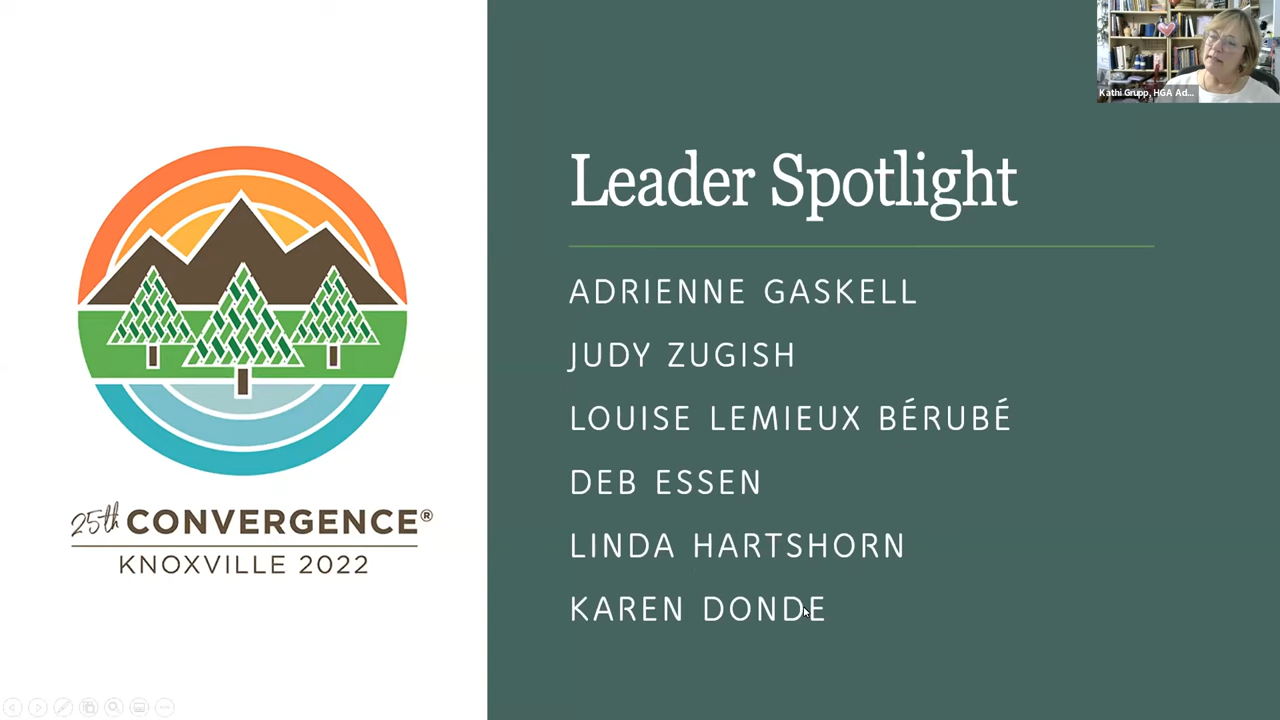 Kathi Grupp, HGA Ad...
Leader Spotlight
ADRIENNE GASKELL
JUDY ZUGISH
LOUISE LEMIEUX BÉRUBÉ
DEB ESSEN
LINDA HARTSHORN
KAREN DONDE
25th CONVERGENCE®
KNOXVILLE 2022